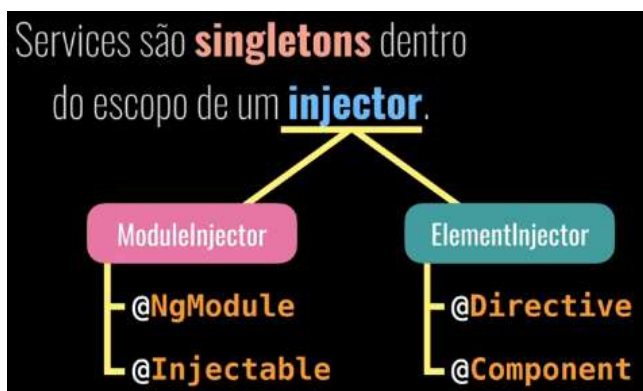 Services são singletons dentro
do escopo de um injector.
ModuleInjector ElementInjector
@NgModule @Directive
@Injectable @Component